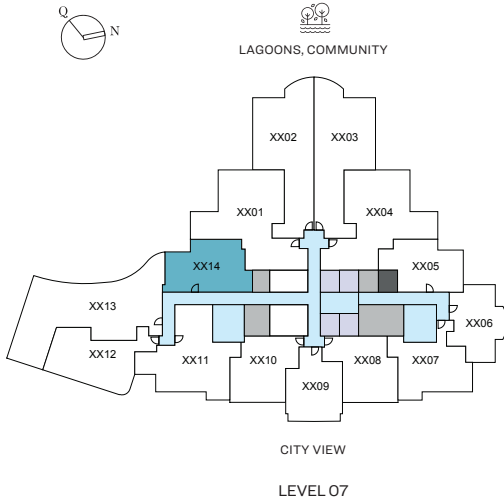 Q
N
LAGOONS, COMMUNITY
XX02
XX03
XX01
XX04
XX14
XX05
XX13
XX06
XX12
XX11
XX10
XX08
XX07
XX09
CITY VIEW
LEVEL 07